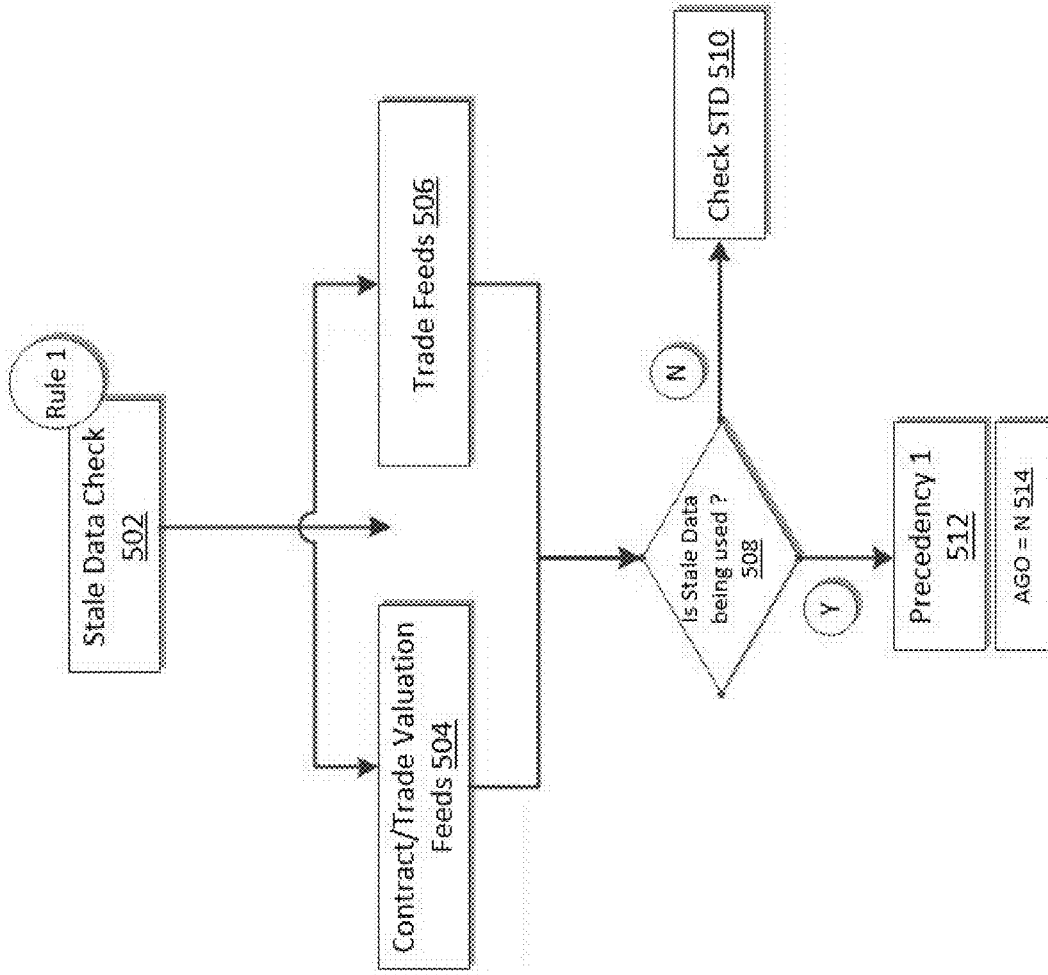 Rule 1
Stale Data Check
502
Contract/Trade Valuation
Feeds 504
Trade Feeds 506
Is Stale Data
being used ?
508
N
Check STD 510
Y
Precedency 1
512
AGO = N 514